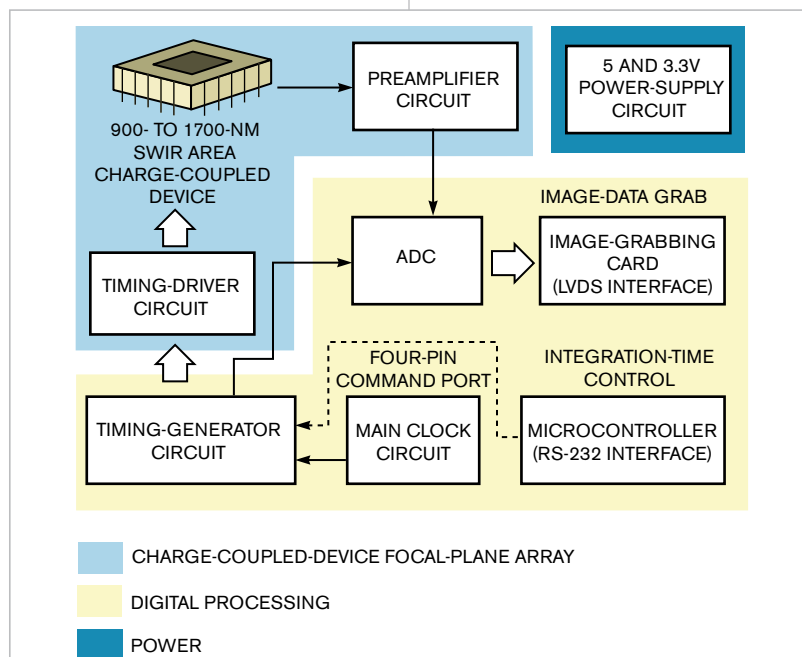 PREAMPLIFIER
CIRCUIT
5 AND 3.3V
POWER-SUPPLY
CIRCUIT
900- TO 1700-NM
SWIR AREA
CHARGE-COUPLED
DEVICE
IMAGE-DATA GRAB
ADC
IMAGE-GRABBING
CARD
(LVDS INTERFACE)
TIMING-DRIVER
CIRCUIT
FOUR-PIN
COMMAND PORT
INTEGRATION-TIME
CONTROL
TIMING-GENERATOR
CIRCUIT
MAIN CLOCK
CIRCUIT
MICROCONTROLLER
(RS-232 INTERFACE)
CHARGE-COUPLED-DEVICE FOCAL-PLANE ARRAY
DIGITAL PROCESSING
POWER